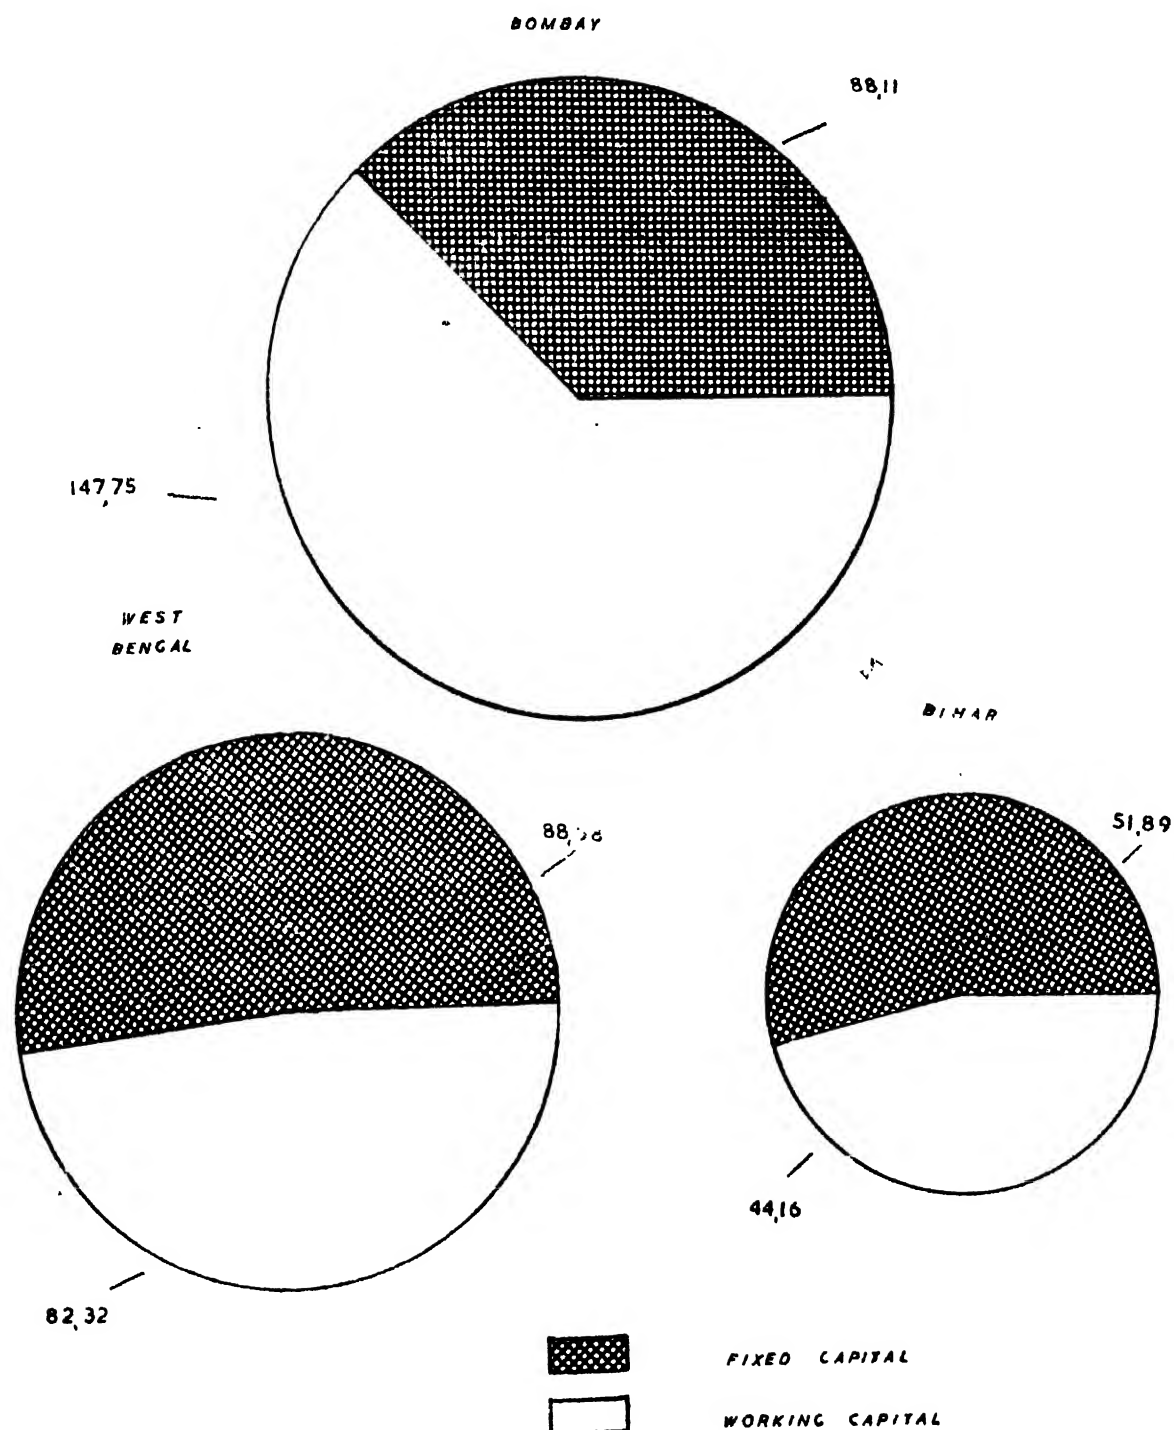 BOMBAY
88,11
147,75
WEST
BENGAL
BIHAR
51,89
44,16
82,32
FIXED CAPITAL
WORKING CAPITAL